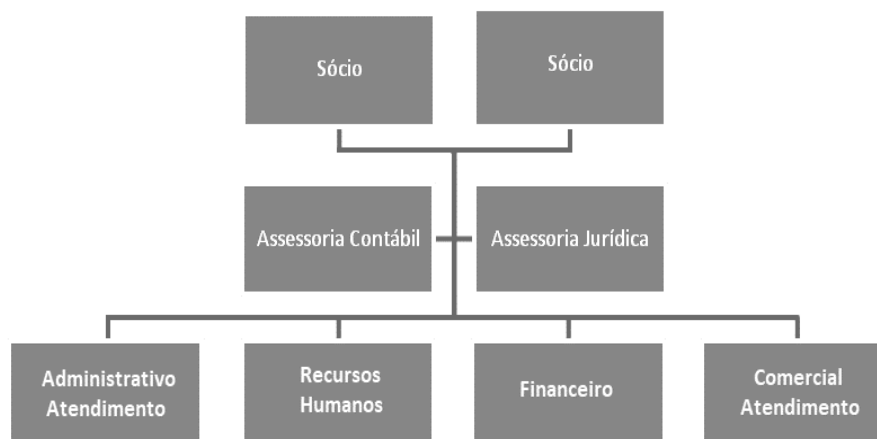 Sócio
Sócio
Assessoria Contábil
Assessoria Jurídica
Administrativo
Atendimento
Recursos
Humanos
Financeiro
Comercial
Atendimento